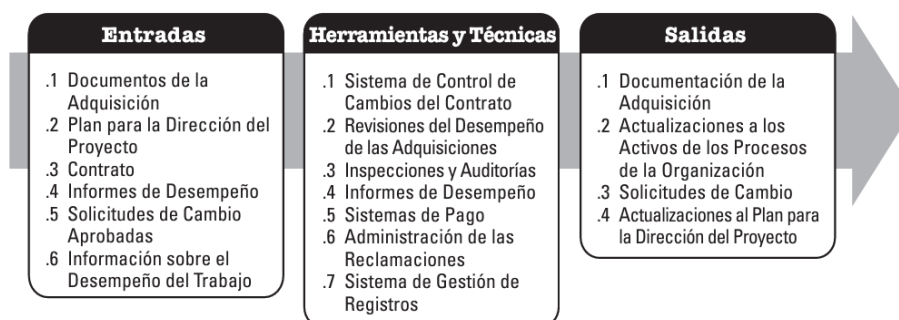 Entradas
.1 Documentos de la
Adquisición
.2 Plan para la Dirección del
Proyecto
.3 Contrato
.4 Informes de Desempeño
.5 Solicitudes de Cambio
Aprobadas
.6 Información sobre el
Desempeño del Trabajo
Herramientas y Técnicas
.1 Sistema de Control de
Cambios del Contrato
.2 Revisiones del Desempeño
de las Adquisiciones
.3 Inspecciones y Auditorías
.4 Informes de Desempeño
.5 Sistemas de Pago
.6 Administración de las
Reclamaciones
.7 Sistema de Gestión de
Registros
Salidas
.1 Documentación de la
Adquisición
.2 Actualizaciones a los
Activos de los Procesos
de la Organización
.3 Solicitudes de Cambio
.4 Actualizaciones al Plan para
la Dirección del Proyecto